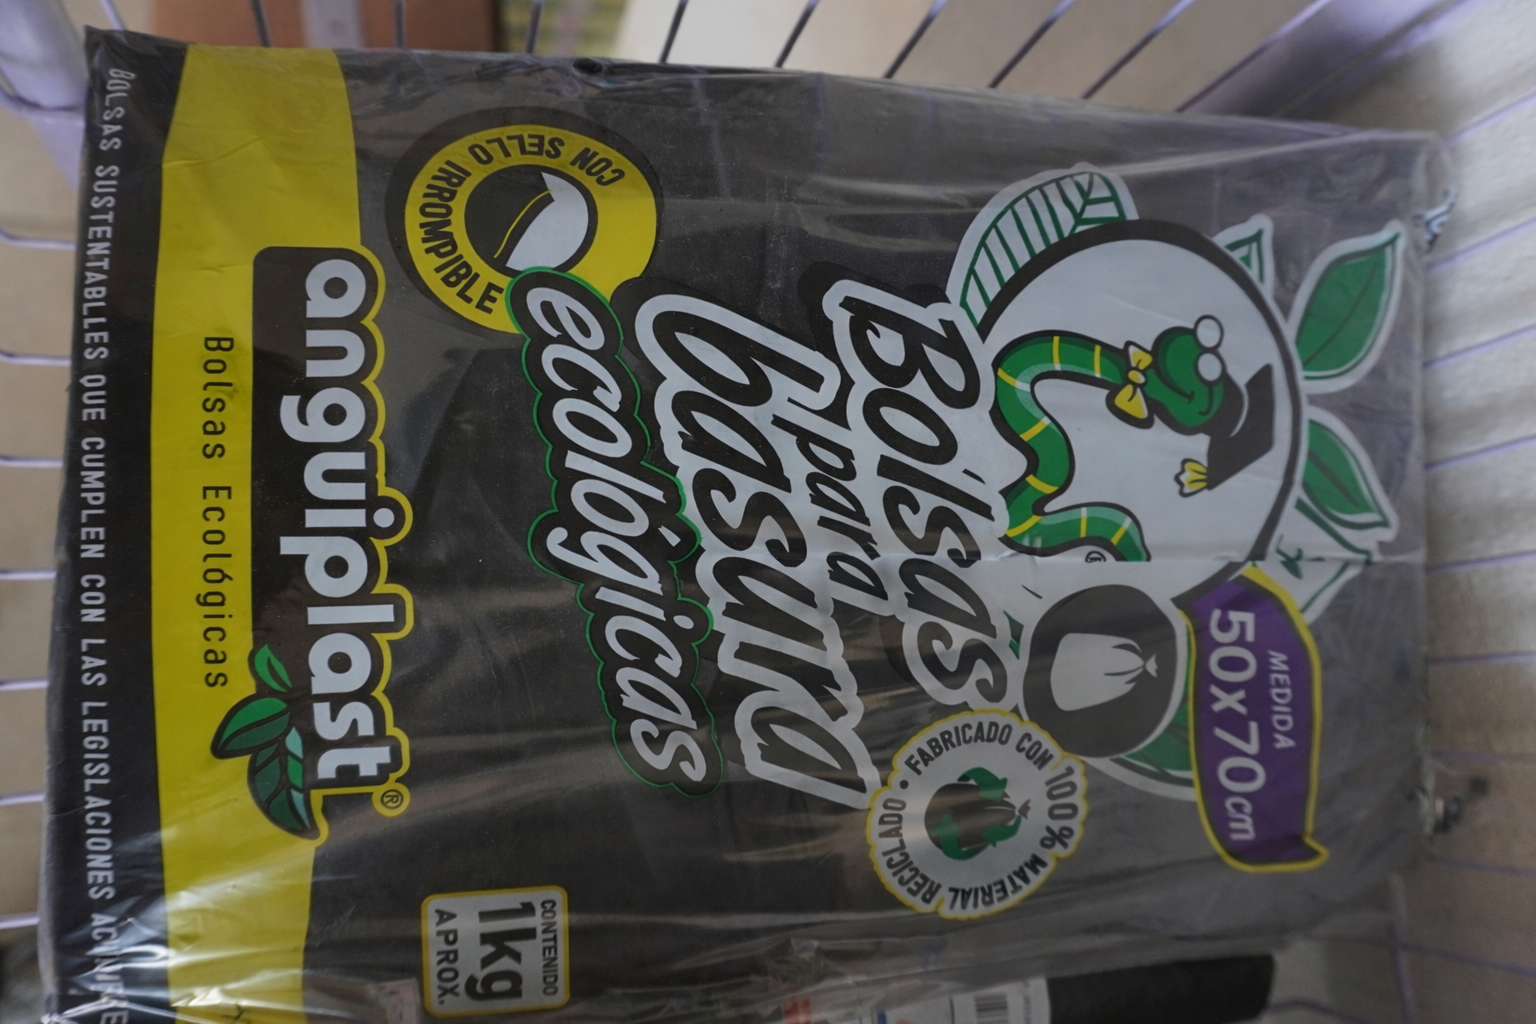 MEDIDA
50x70cm
Bolsas
para
basura
ecológicas
FABRICADO CON 100% MATERIAL RECICLADO
CON SELLO IRROMPIBLE
anguiplast®
Bolsas Ecológicas
CONTENIDO
1kg
APROX.
BOLSAS SUSTENTABLLES QUE CUMPLEN CON LAS LEGISLACIONES